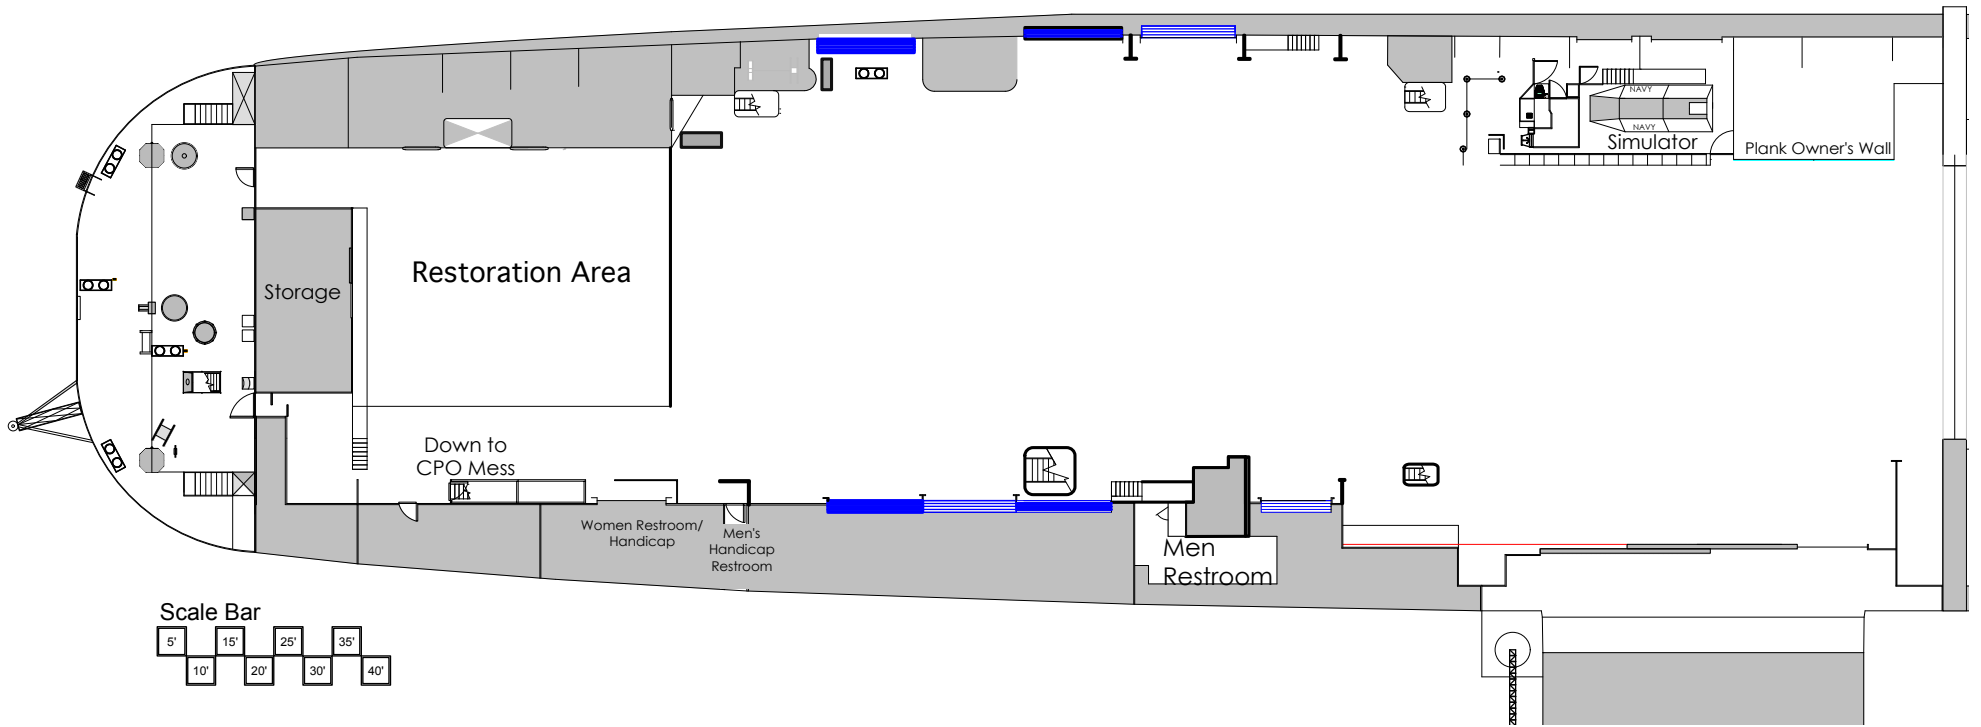 NAVY
NAVY
Simulator
Plank Owner's Wall
Restoration Area
Storage
Down to
CPO Mess
Women Restroom/
Handicap
Men's
Handicap
Restroom
Men
Restroom
Scale Bar
5'
15'
25'
35'
10'
20'
30'
40'